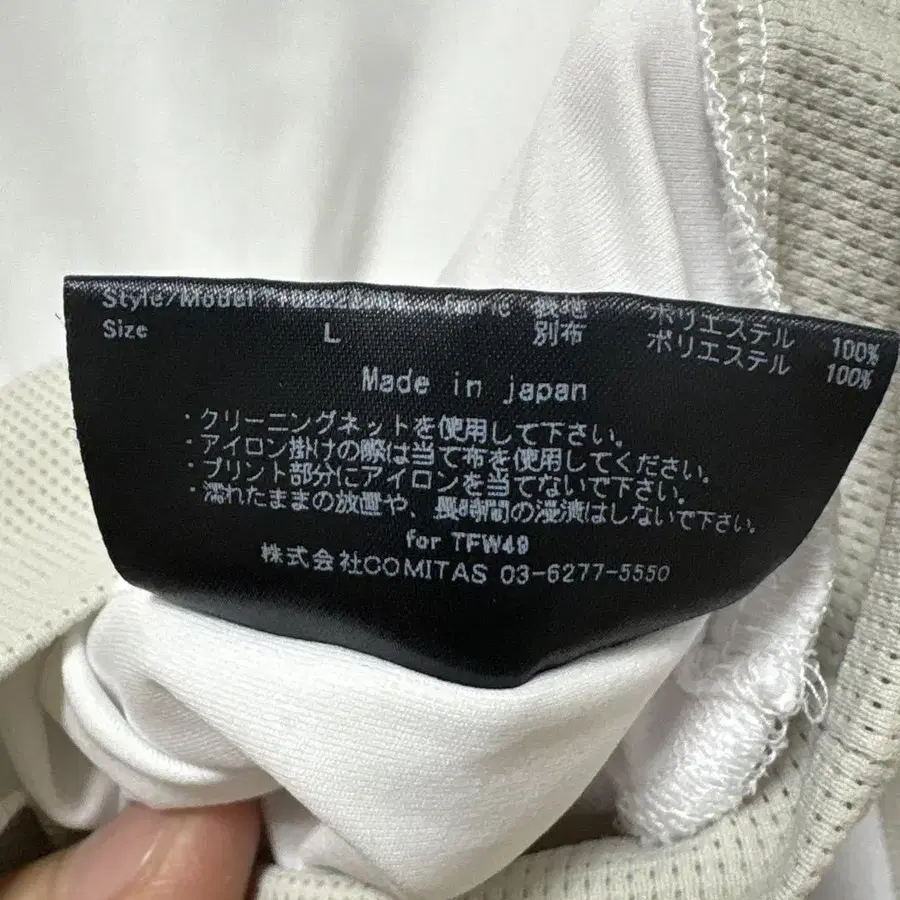 Style/Model Fabric 表地 ポリエステル 100%
Size L 別布 ポリエステル 100%
Made in japan
・クリーニングネットを使用して下さい。
・アイロン掛けの際は当て布を使用してください。
・プリント部分にアイロンを当てないで下さい。
・濡れたままの放置や、長時間の浸漬はしないで下さい。
for TFW49
株式会社COMITAS 03-6277-5550